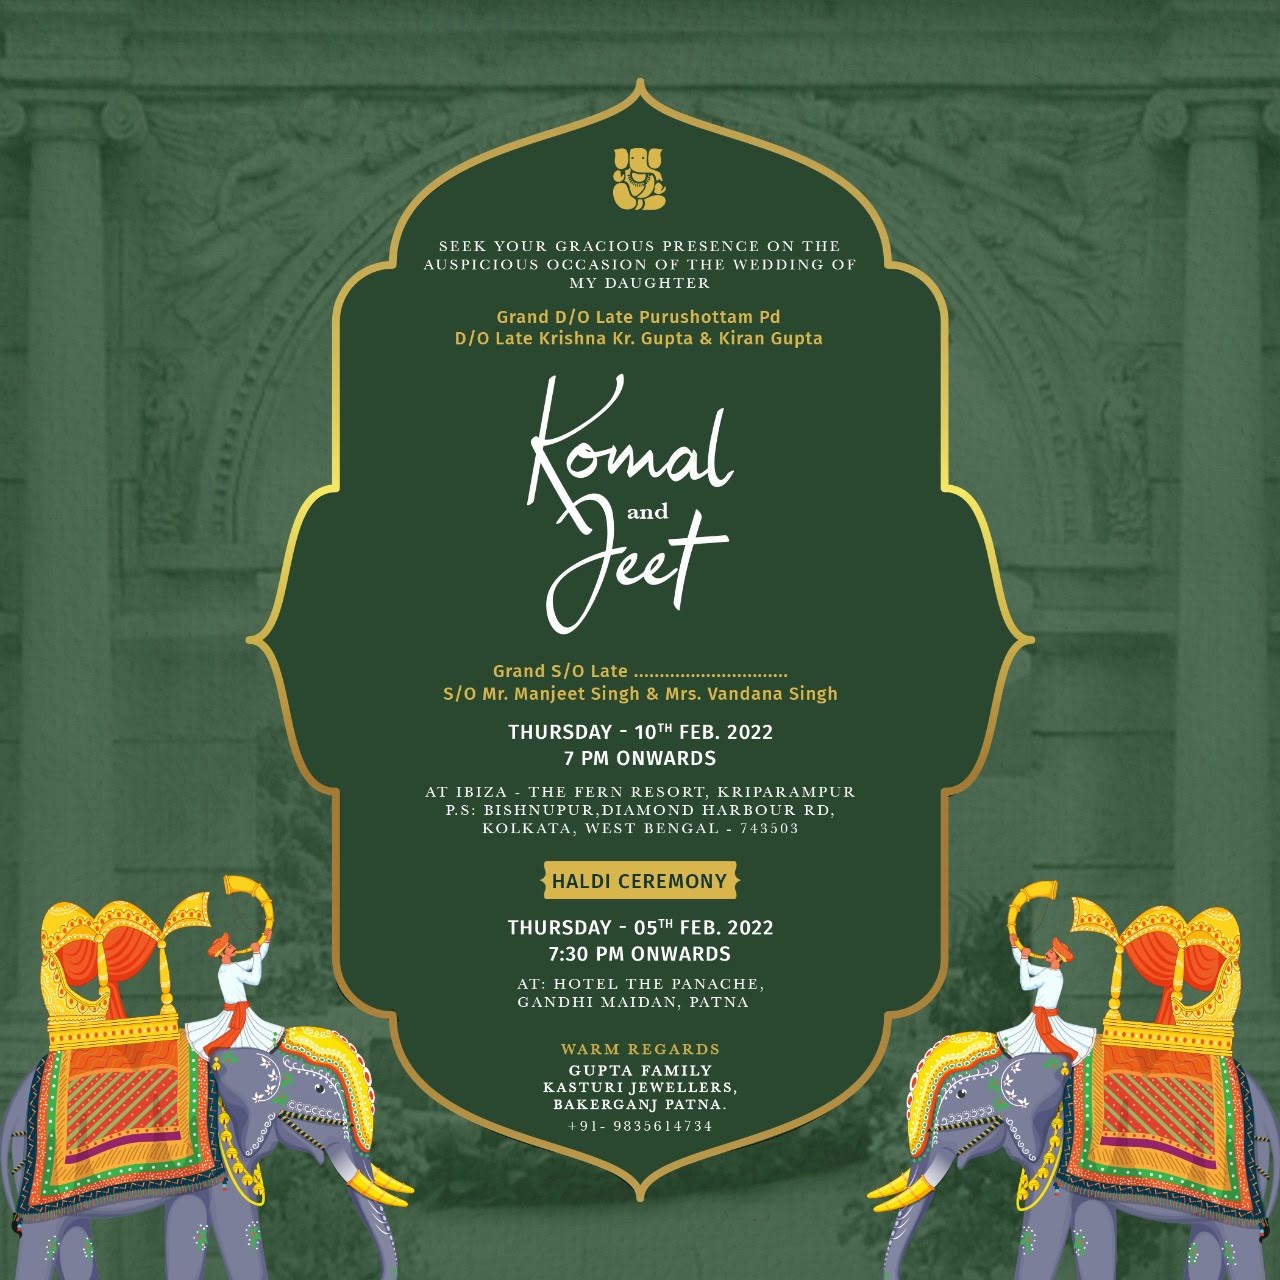 SEEK YOUR GRACIOUS PRESENCE ON THE
AUSPICIOUS OCCASION OF THE WEDDING OF
MY DAUGHTER
Grand D/O Late Purushottam Pd
D/O Late Krishna Kr. Gupta & Kiran Gupta
Komal
and
Jeet
Grand S/O Late ..............................
S/O Mr. Manjeet Singh & Mrs. Vandana Singh
THURSDAY - 10TH FEB. 2022
7 PM ONWARDS
AT IBIZA - THE FERN RESORT, KRIPARAMPUR
P.S: BISHNUPUR,DIAMOND HARBOUR RD,
KOLKATA, WEST BENGAL - 743503
HALDI CEREMONY
THURSDAY - 05TH FEB. 2022
7:30 PM ONWARDS
AT: HOTEL THE PANACHE,
GANDHI MAIDAN, PATNA
WARM REGARDS
GUPTA FAMILY
KASTURI JEWELLERS,
BAKERGANJ PATNA.
+91- 9835614734